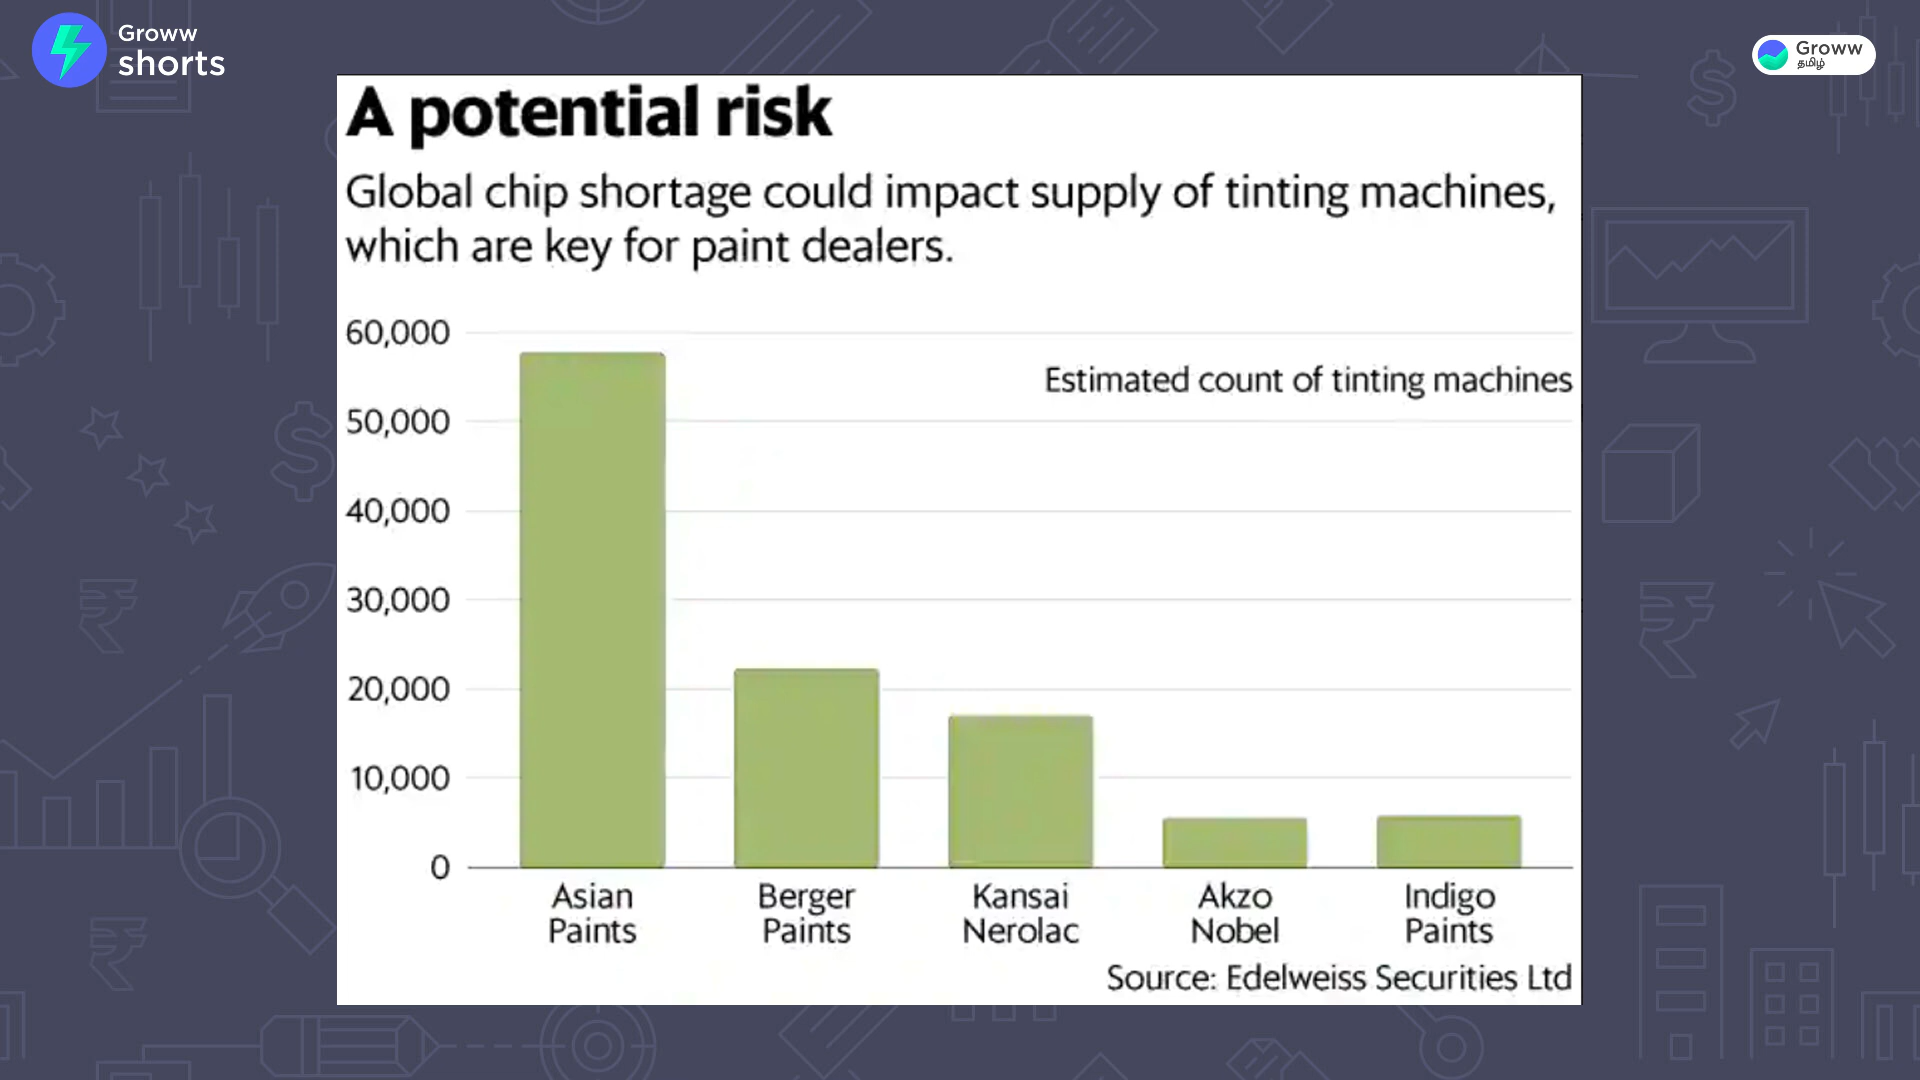 Groww
shorts
Groww
தமிழ்
A potential risk
Global chip shortage could impact supply of tinting machines,
which are key for paint dealers.
60,000
Estimated count of tinting machines
50,000
40,000
30,000
20,000
10,000
0
Asian
Paints
Berger
Paints
Kansai
Nerolac
Akzo
Nobel
Indigo
Paints
Source: Edelweiss Securities Ltd